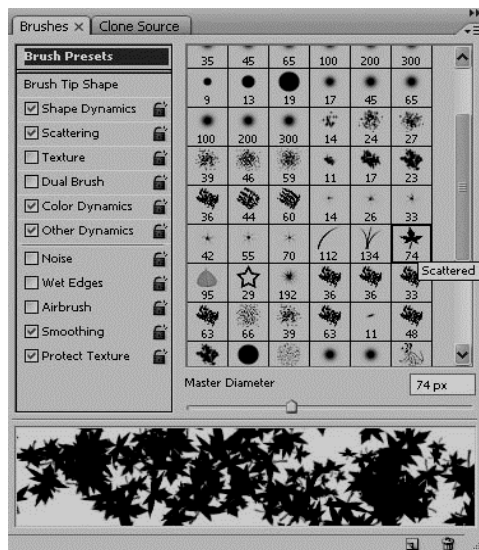 Brushes × Clone Source
Brush Presets
Brush Tip Shape
Shape Dynamics
Scattering
Texture
Dual Brush
Color Dynamics
Other Dynamics
Noise
Wet Edges
Airbrush
Smoothing
Protect Texture
35 45 65 100 200 300
9 13 19 17 45 65
100 200 300 14 24 27
39 46 59 11 17 23
36 44 60 14 26 33
42 55 70 112 134 74
Scattered
95 29 192 36 36 33
63 66 39 63 11 48
Master Diameter 74 px